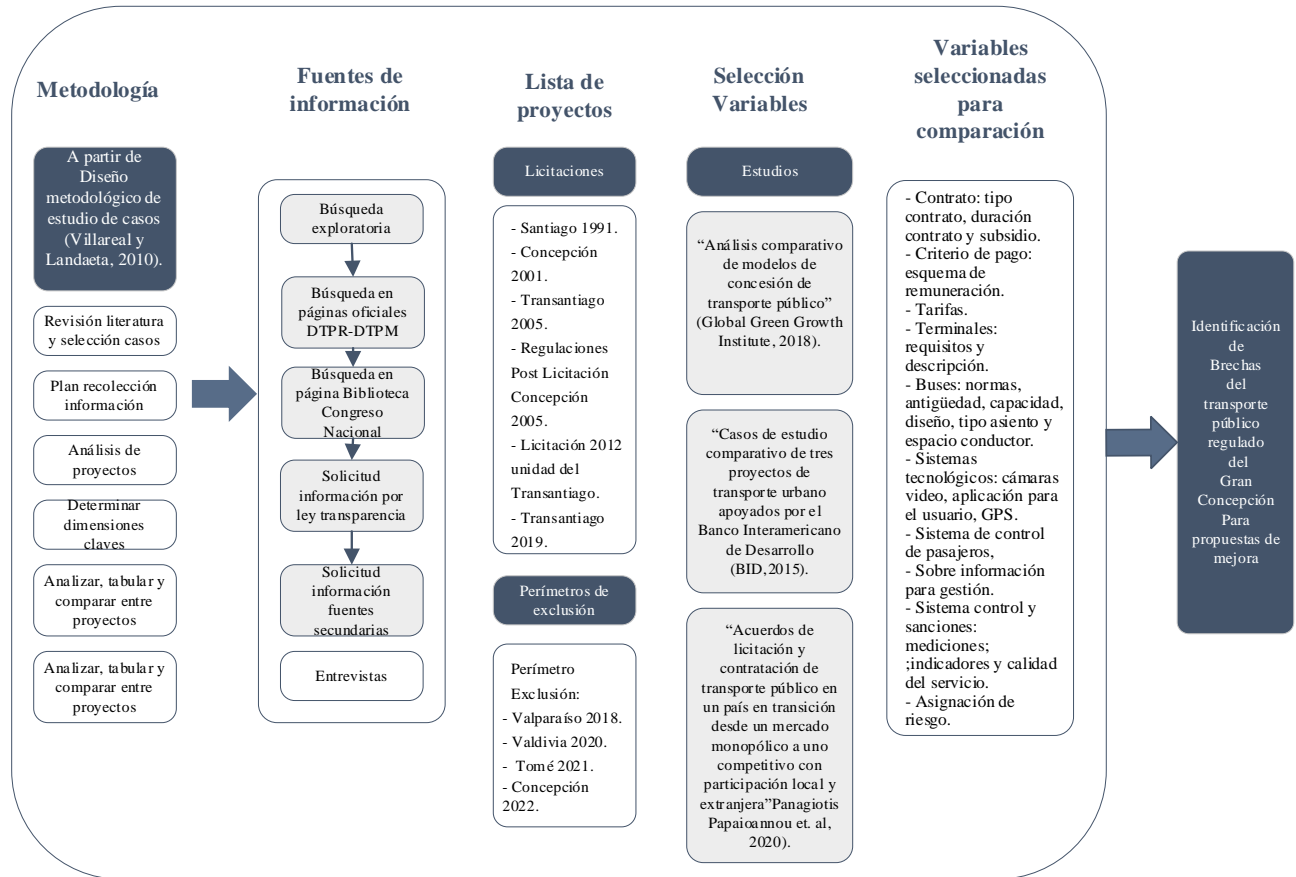 Metodología
A partir de
Diseño
metodológico de
estudio de casos
(Villareal y
Landaeta, 2010).
Revisión literatura
y selección casos
Plan recolección
información
Análisis de
proyectos
Determinar
dimensiones
claves
Analizar, tabular y
comparar entre
proyectos
Analizar, tabular y
comparar entre
proyectos
Fuentes de
información
Búsqueda
exploratoria
Búsqueda en
páginas oficiales
DTPR-DTPM
Búsqueda en
página Biblioteca
Congreso
Nacional
Solicitud
información por
ley transparencia
Solicitud
información
fuentes
secundarias
Entrevistas
Lista de
proyectos
Licitaciones
- Santiago 1991.
- Concepción
2001.
- Transantiago
2005.
- Regulaciones
Post Licitación
Concepción
2005.
- Licitación 2012
unidad del
Transantiago.
- Transantiago
2019.
Perímetros de
exclusión
Perímetro
Exclusión:
- Valparaíso 2018.
- Valdivia 2020.
- Tomé 2021.
- Concepción
2022.
Selección
Variables
Estudios
“Análisis comparativo
de modelos de
concesión de
transporte público”
(Global Green Growth
Institute, 2018).
“Casos de estudio
comparativo de tres
proyectos de
transporte urbano
apoyados por el
Banco Interamericano
de Desarrollo
(BID,2015).
“Acuerdos de
licitación y
contratación de
transporte público en
un país en transición
desde un mercado
monopólico a uno
competitivo con
participación local y
extranjera”Panagiotis
Papaioannou et. al,
2020).
Variables
seleccionadas
para
comparación
- Contrato: tipo
contrato, duración
contrato y subsidio.
- Criterio de pago:
esquema de
remuneración.
- Tarifas.
- Terminales:
requisitos y
descripción.
- Buses: normas,
antigüedad, capacidad,
diseño, tipo asiento y
espacio conductor.
- Sistemas
tecnológicos: cámaras
video, aplicación para
el usuario, GPS.
- Sistema de control
de pasajeros,
- Sobre información
para gestión.
- Sistema control y
sanciones:
mediciones;
;indicadores y calidad
del servicio.
- Asignación de
riesgo.
Identificación
de
Brechas
del
transporte
público
regulado
del
Gran
Concepción
Para
propuestas de
mejora